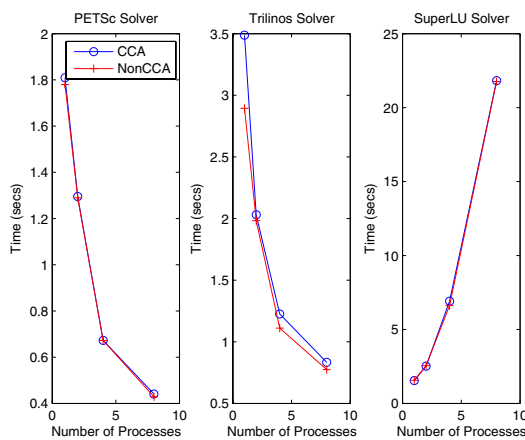 PETSc Solver
2
1.8
1.6
1.4
1.2
1
0.8
0.6
0.4
0
5
10
Time (secs)
Number of Processes
CCA
NonCCA
Trilinos Solver
3.5
3
2.5
2
1.5
1
0.5
0
5
10
Time (secs)
Number of Processes
SuperLU Solver
25
20
15
10
5
0
0
5
10
Time (secs)
Number of Processes